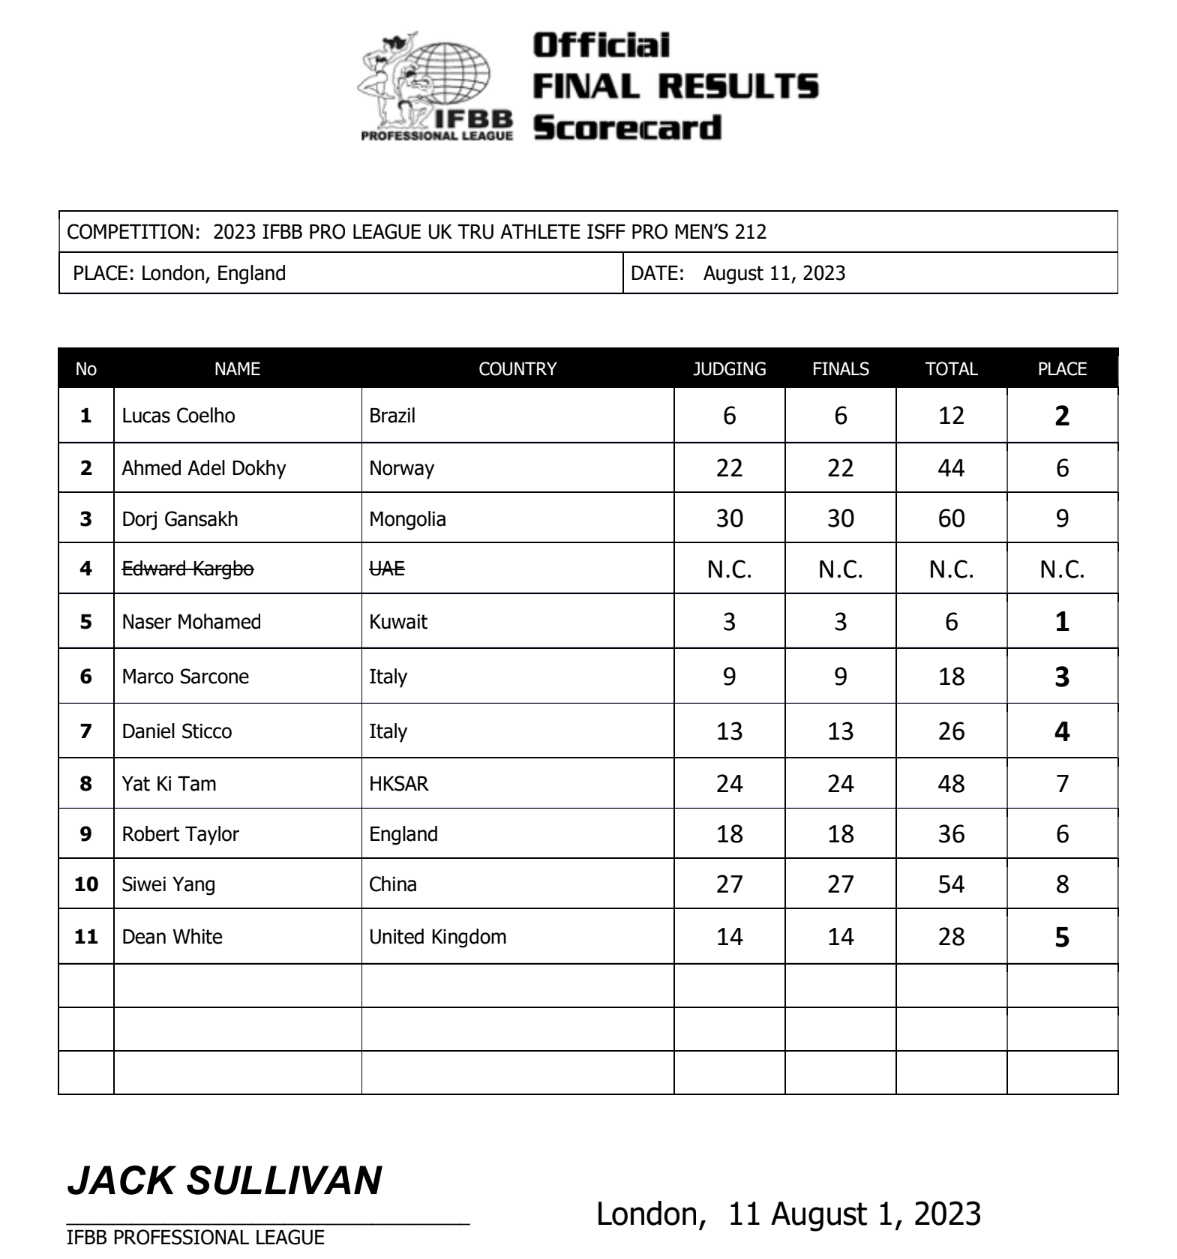 Official
FINAL RESULTS
Scorecard
IFBB
PROFESSIONAL LEAGUE
COMPETITION: 2023 IFBB PRO LEAGUE UK TRU ATHLETE ISFF PRO MEN’S 212
PLACE: London, England DATE: August 11, 2023
No NAME COUNTRY JUDGING FINALS TOTAL PLACE
1 Lucas Coelho Brazil 6 6 12 2
2 Ahmed Adel Dokhy Norway 22 22 44 6
3 Dorj Gansakh Mongolia 30 30 60 9
4 Edward Kargbo UAE N.C. N.C. N.C. N.C.
5 Naser Mohamed Kuwait 3 3 6 1
6 Marco Sarcone Italy 9 9 18 3
7 Daniel Sticco Italy 13 13 26 4
8 Yat Ki Tam HKSAR 24 24 48 7
9 Robert Taylor England 18 18 36 6
10 Siwei Yang China 27 27 54 8
11 Dean White United Kingdom 14 14 28 5
JACK SULLIVAN
IFBB PROFESSIONAL LEAGUE
London, 11 August 1, 2023